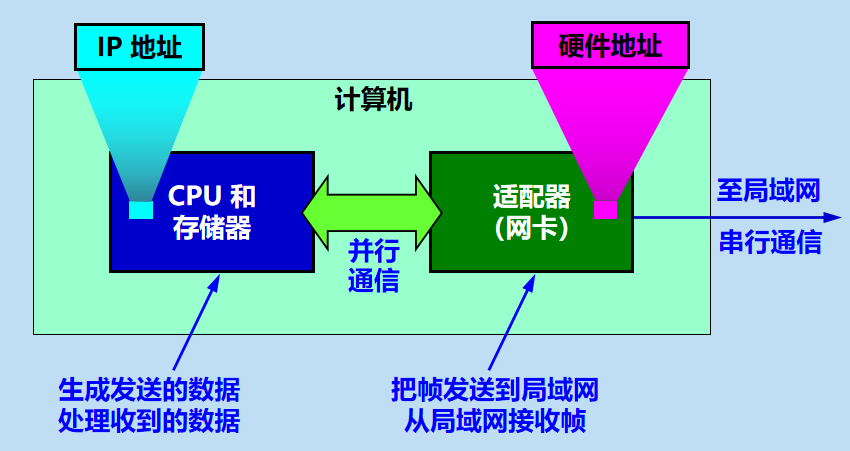 IP 地址
硬件地址
计算机
CPU 和
存储器
适配器
（网卡）
并行
通信
至局域网
串行通信
生成发送的数据
处理收到的数据
把帧发送到局域网
从局域网接收帧